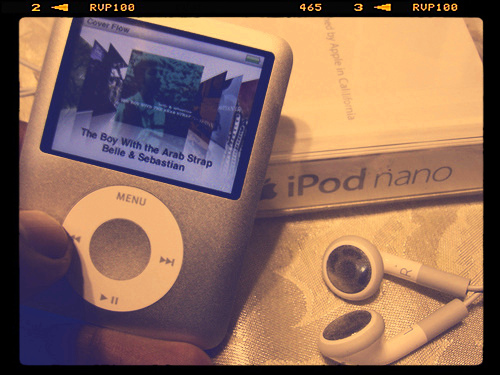 2 RVP100 465 3 RVP100
Cover Flow
The Boy With the Arab Strap
Belle & Sebastian
MENU
by Apple in California
iPod nano
R